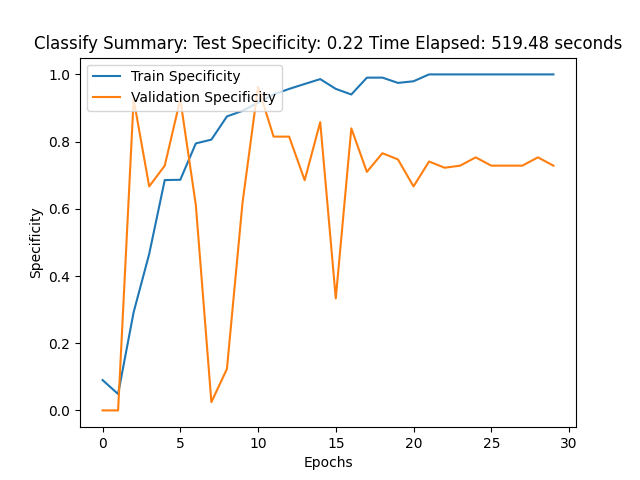 Classify Summary: Test Specificity: 0.22 Time Elapsed: 519.48 seconds
Train Specificity
Validation Specificity
1.0
0.8
0.6
0.4
0.2
0.0
Specificity
0 5 10 15 20 25 30
Epochs